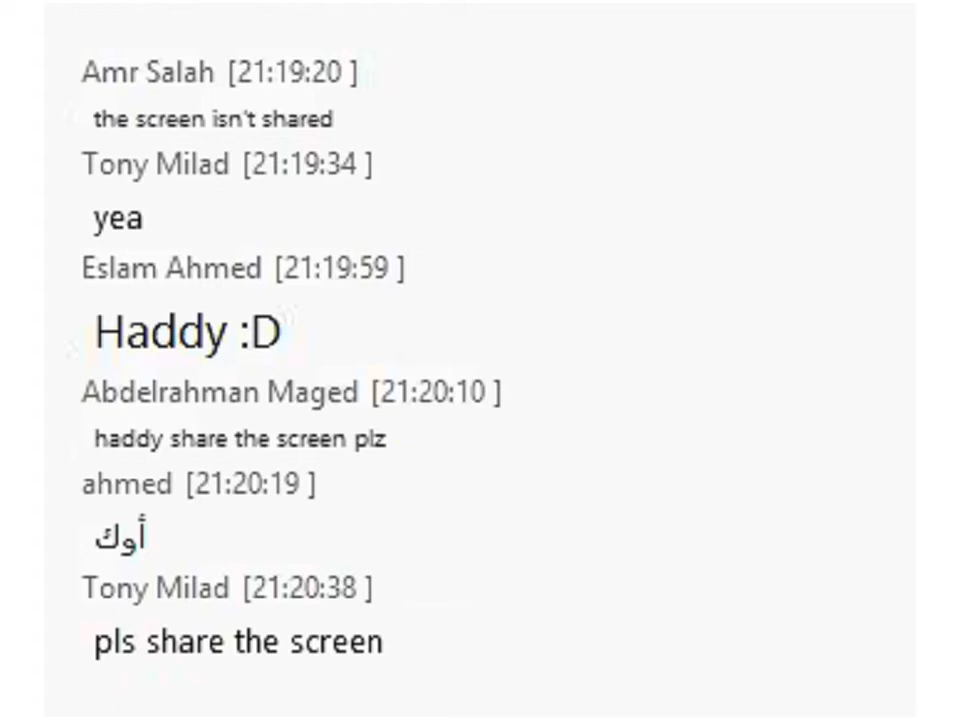 Amr Salah [21:19:20 ]
the screen isn't shared
Tony Milad [21:19:34 ]
yea
Eslam Ahmed [21:19:59 ]
Haddy :D
Abdelrahman Maged [21:20:10 ]
haddy share the screen plz
ahmed [21:20:19 ]
أوك
Tony Milad [21:20:38 ]
pls share the screen